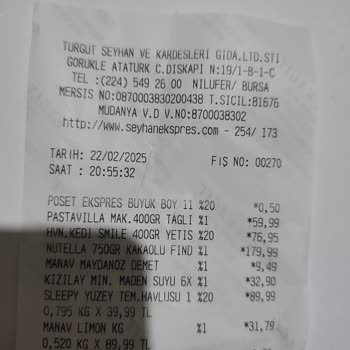 TURGUT SEYHAN VE KARDESLERI GIDA.LTD.STI
GORUKLE ATATURK C.DISKAPI N:19/1-B-1-C
TEL :(224) 549 26 00 NILUFER/ BURSA
MERSIS NO:0870003830200438 T.SICIL:81676
MUDANYA V.D V.NO:8700038302
http://www.seyhanekspres.com - 254/ 173
TARIH: 22/02/2025 FIŞ NO: 00270
SAAT : 20:55:32
POSET EKSPRES BUYUK BOY 11 %20 *0,50
PASTAVILLA MAK.400GR TAGLI %1 *59,99
HVN.KEDI SMILE 400GR YETIS %20 *76,95
NUTELLA 750GR KAKAOLU FIND %1 *179,99
MANAV MAYDANOZ DEMET %1 *9,49
KIZILAY MIN. MADEN SUYU 6X %1 *32,90
SLEEPY YUZEY TEM.HAVLUSU 1 %20 *89,99
0,795 KG X 39,99 TL
MANAV LIMON KG %1 *31,79
0,520 KG X 89,99 TL